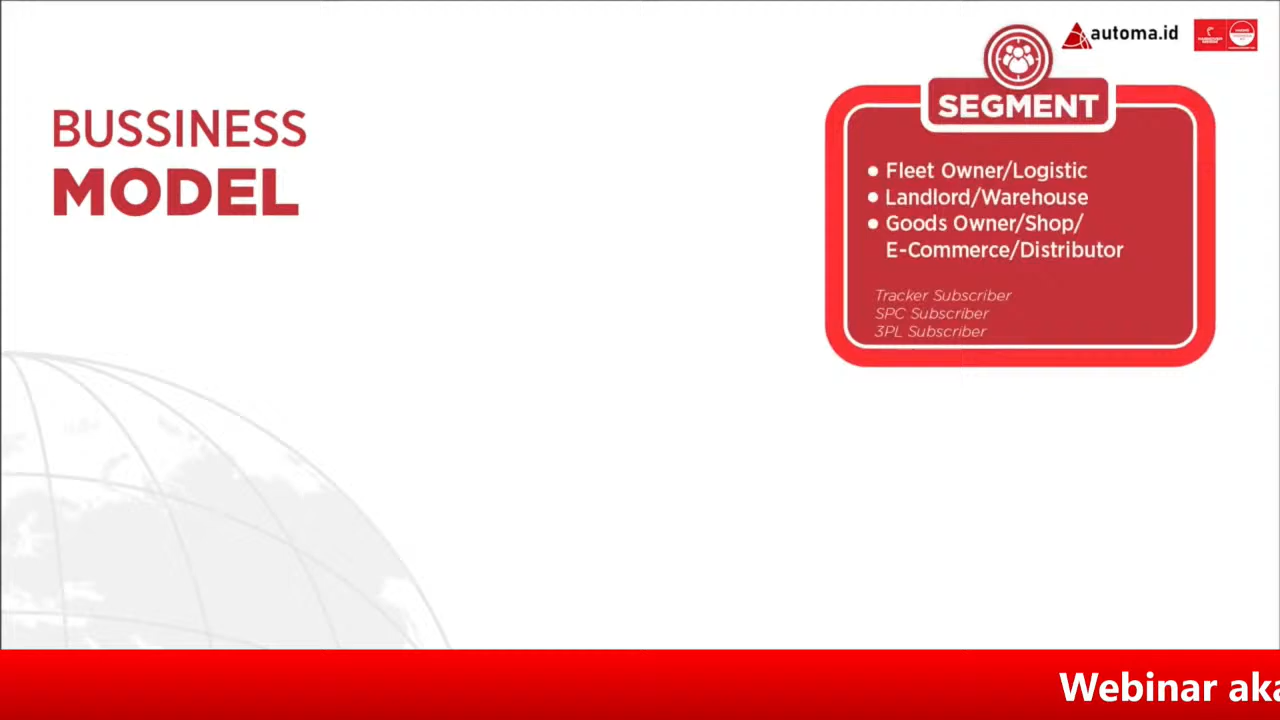 automa.id
BUSSINESS
MODEL
SEGMENT
• Fleet Owner/Logistic
• Landlord/Warehouse
• Goods Owner/Shop/
E-Commerce/Distributor
Tracker Subscriber
SPC Subscriber
3PL Subscriber
Webinar aka